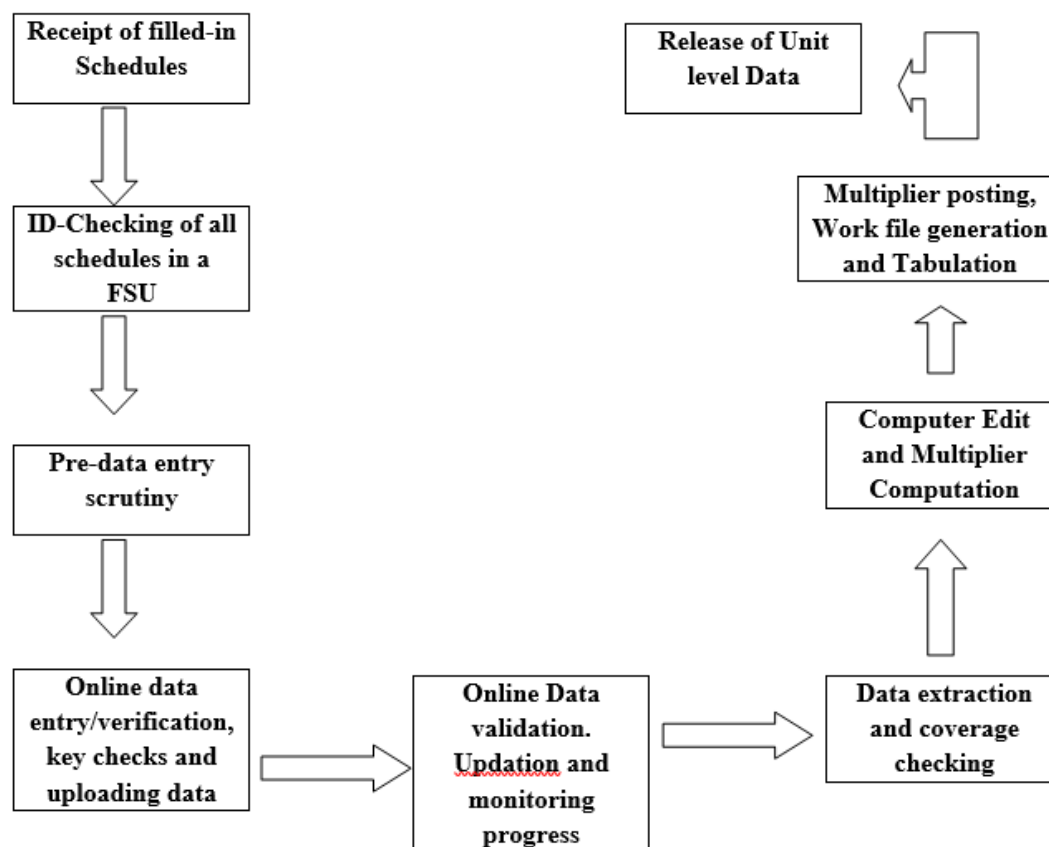 Receipt of filled-in
Schedules
ID-Checking of all
schedules in a
FSU
Pre-data entry
scrutiny
Online data
entry/verification,
key checks and
uploading data
Online Data
validation.
Updation and
monitoring
progress
Data extraction
and coverage
checking
Computer Edit
and Multiplier
Computation
Multiplier posting,
Work file generation
and Tabulation
Release of Unit
level Data